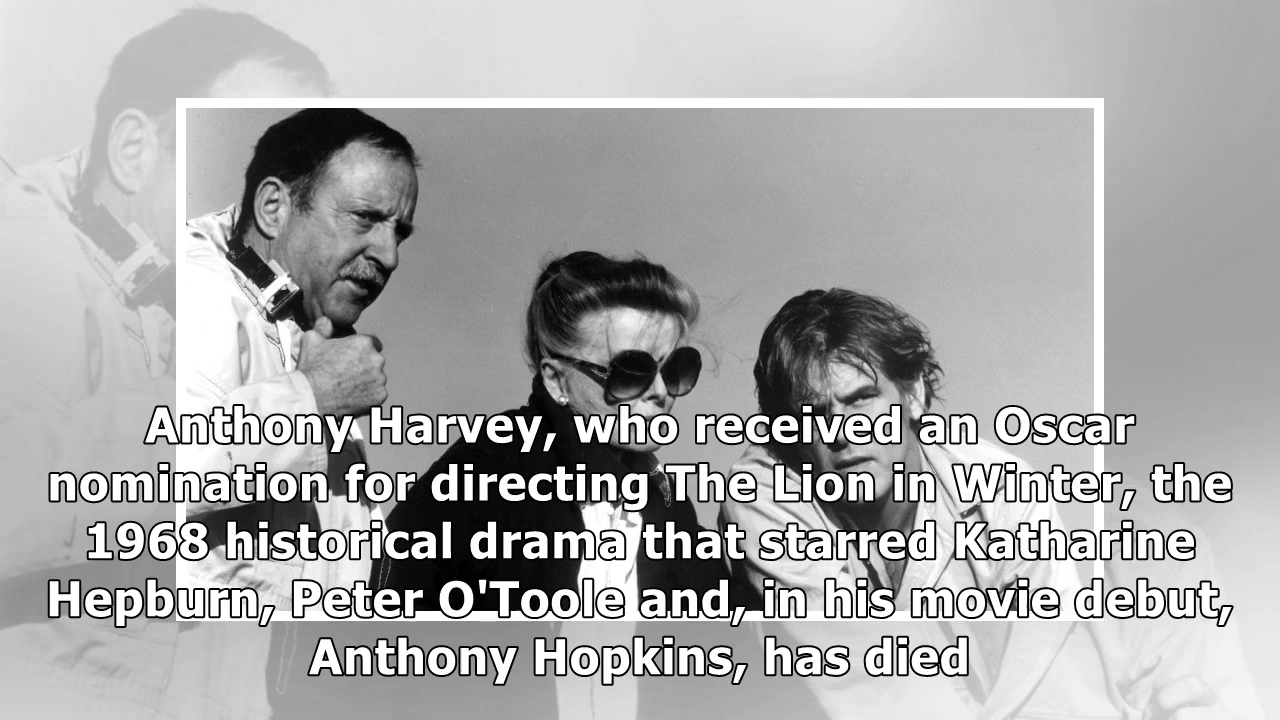 Anthony Harvey, who received an Oscar
nomination for directing The Lion in Winter, the
1968 historical drama that starred Katharine
Hepburn, Peter O'Toole and, in his movie debut,
Anthony Hopkins, has died